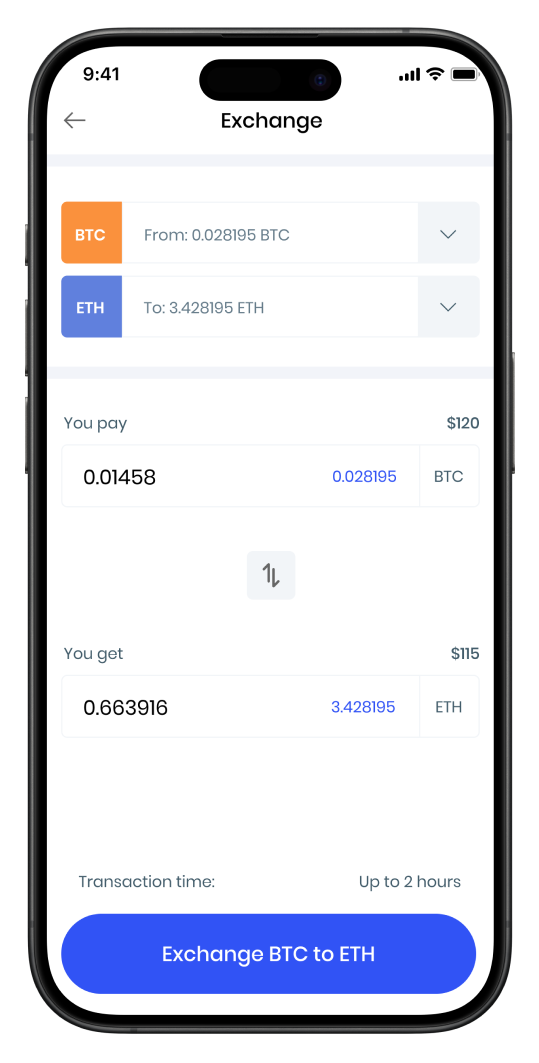 9:41
Exchange
BTC From: 0.028195 BTC
ETH To: 3.428195 ETH
You pay $120
0.01458 0.028195 BTC
You get $115
0.663916 3.428195 ETH
Transaction time: Up to 2 hours
Exchange BTC to ETH